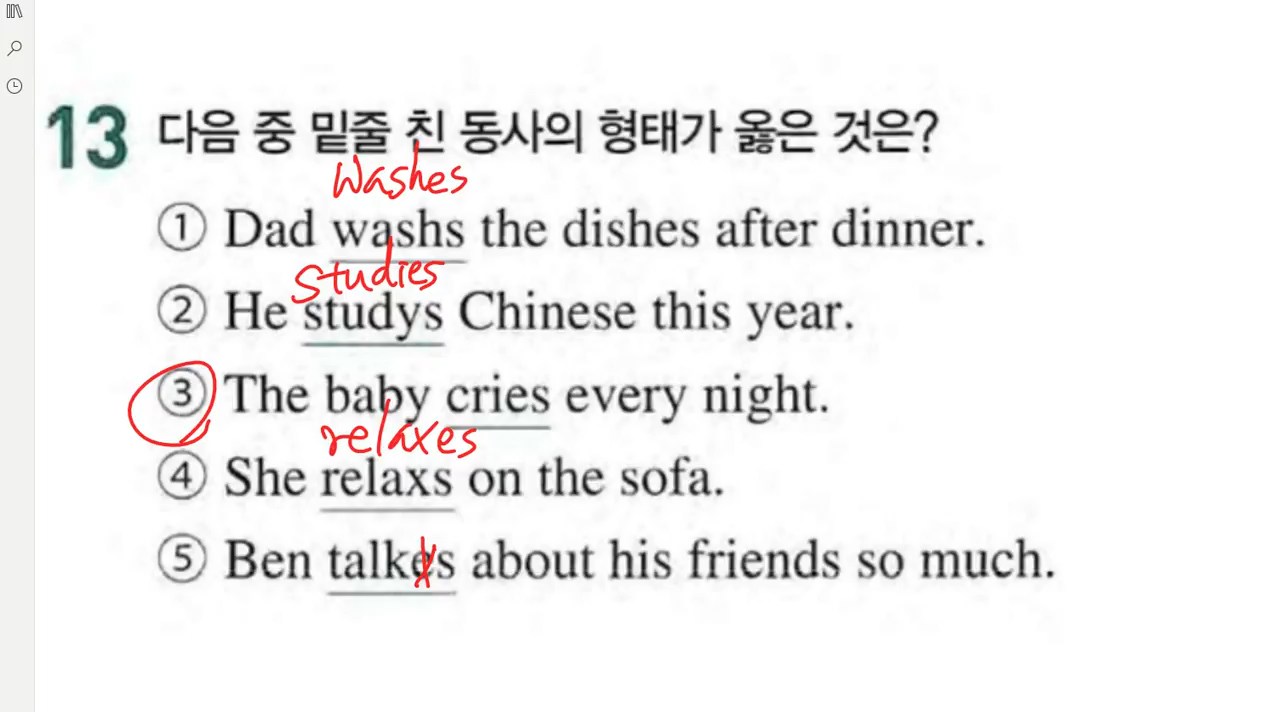 13 다음 중 밑줄 친 동사의 형태가 옳은 것은?
washes
① Dad washs the dishes after dinner.
studies
② He studys Chinese this year.
③ The baby cries every night.
relaxes
④ She relaxs on the sofa.
⑤ Ben talkes about his friends so much.